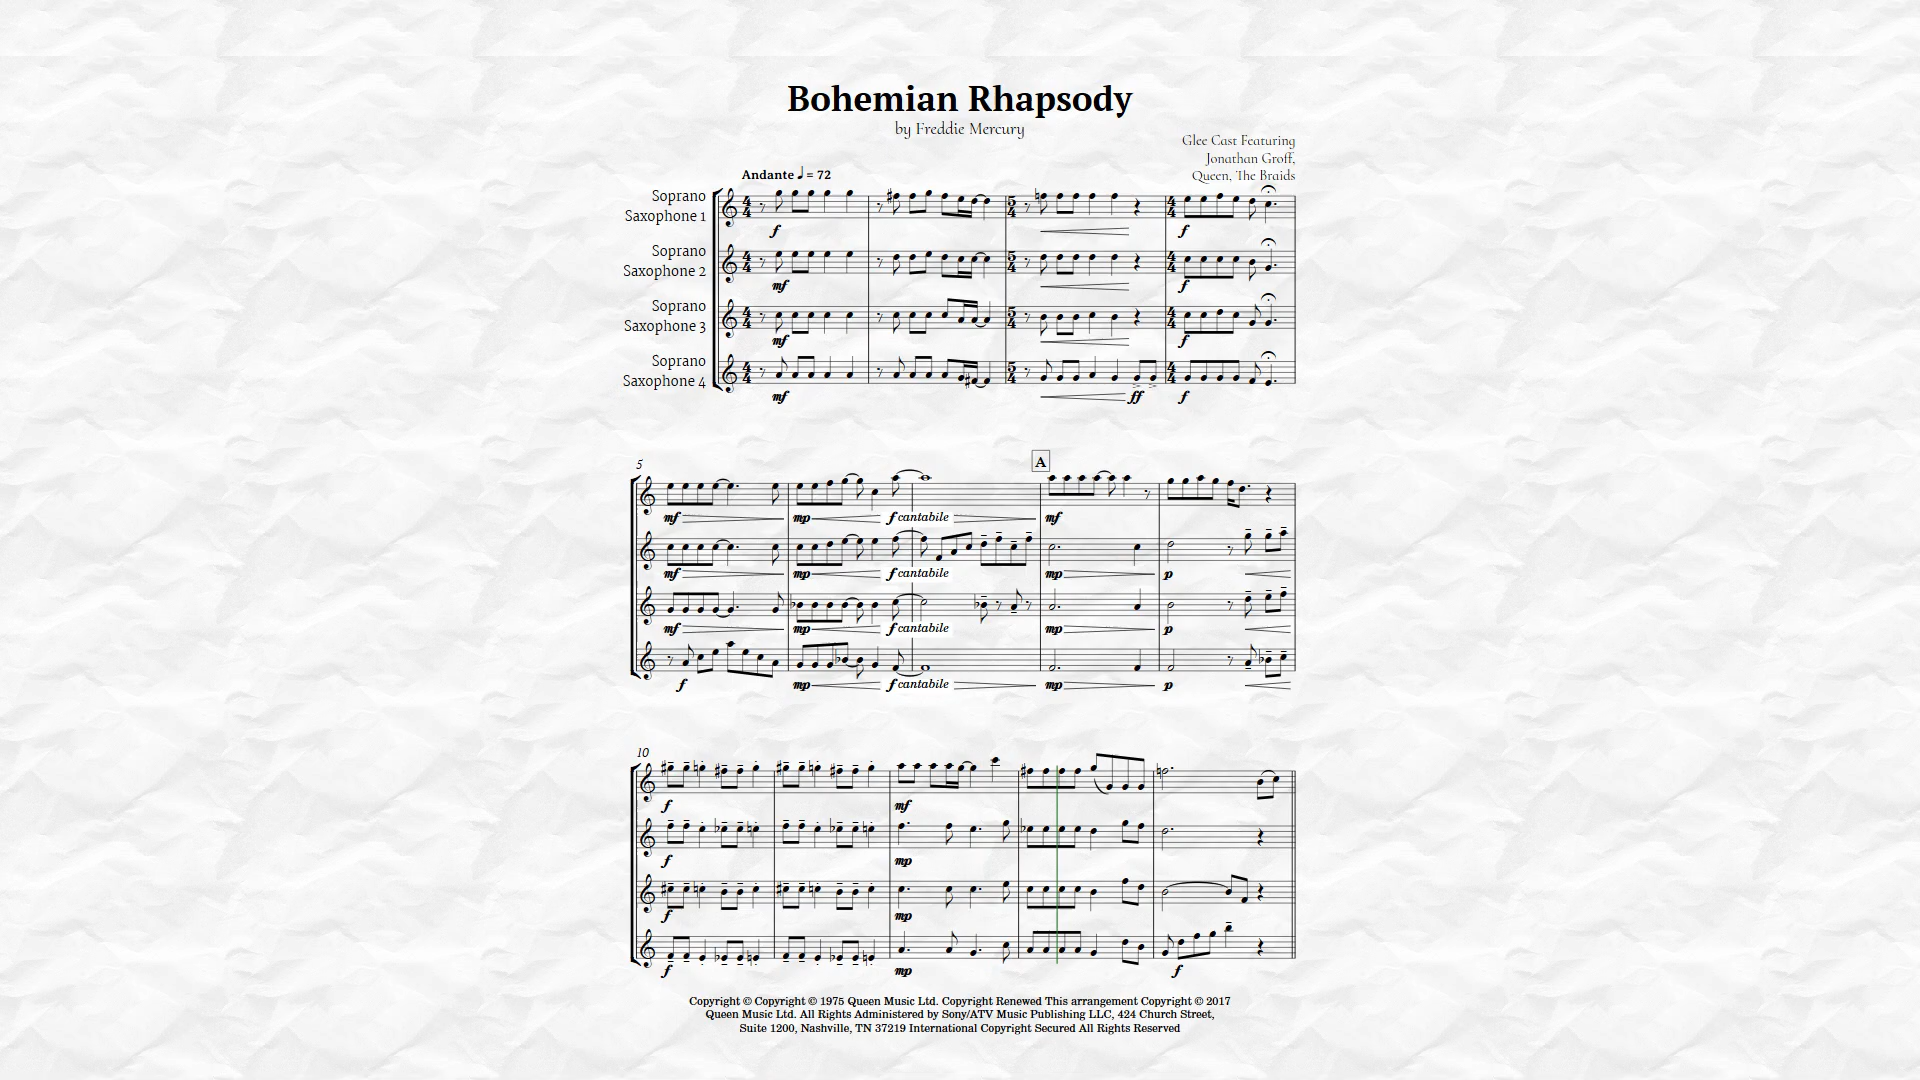 Bohemian Rhapsody
by Freddie Mercury
Glee Cast Featuring
Jonathan Groff,
Queen, The Braids
Andante ♩ = 72
Soprano
Saxophone 1
f
Soprano
Saxophone 2
mf
f
Soprano
Saxophone 3
mf
f
Soprano
Saxophone 4
mf
ff
f
5
A
mf
mp
f cantabile
mf
mf
mp
f cantabile
mp
p
mf
mp
f cantabile
mp
p
f
mp
f cantabile
mp
p
10
f
mf
f
mp
f
mp
f
mp
f
Copyright © Copyright © 1975 Queen Music Ltd. Copyright Renewed This arrangement Copyright © 2017
Queen Music Ltd. All Rights Administered by Sony/ATV Music Publishing LLC, 424 Church Street,
Suite 1200, Nashville, TN 37219 International Copyright Secured All Rights Reserved